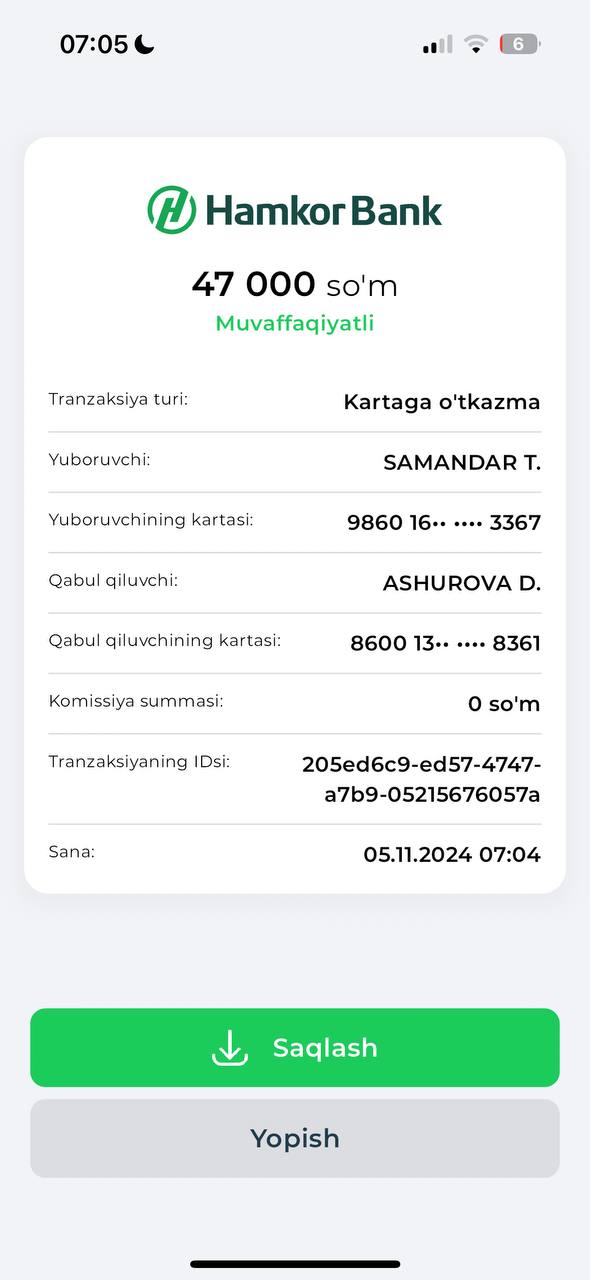 07:05
6
HamkorBank
47 000 so'm
Muvaffaqiyatli
Tranzaksiya turi: Kartaga o'tkazma
Yuboruvchi: SAMANDAR T.
Yuboruvchining kartasi: 9860 16•• •••• 3367
Qabul qiluvchi: ASHUROVA D.
Qabul qiluvchining kartasi: 8600 13•• •••• 8361
Komissiya summasi: 0 so'm
Tranzaksiyaning IDsi: 205ed6c9-ed57-4747-
a7b9-05215676057a
Sana: 05.11.2024 07:04
Saqlash
Yopish